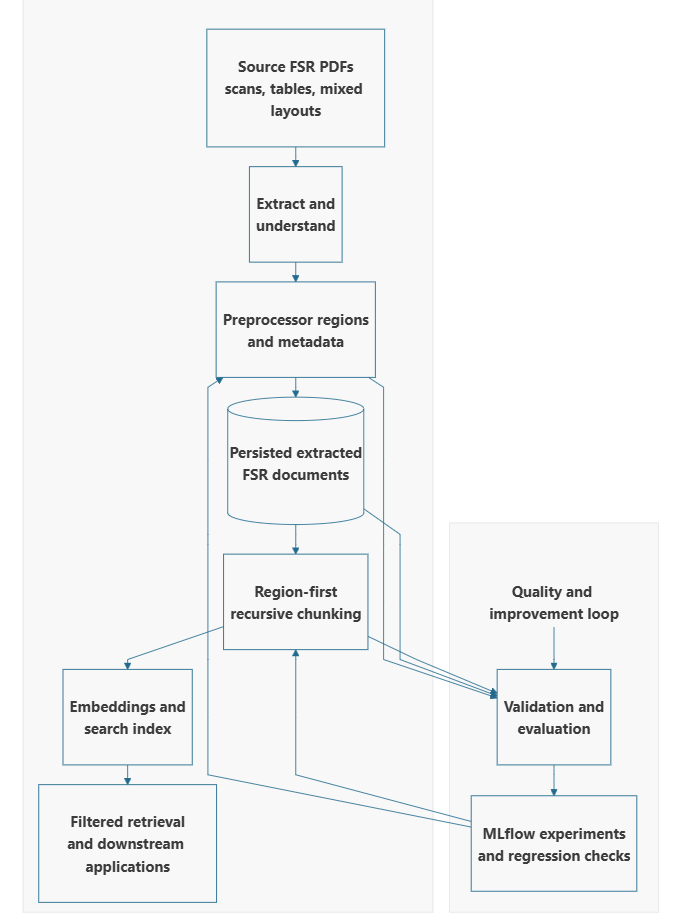 Source FSR PDFs
scans, tables, mixed
layouts
Extract and
understand
Preprocessor regions
and metadata
Persisted extracted
FSR documents
Region-first
recursive chunking
Embeddings and
search index
Filtered retrieval
and downstream
applications
Quality and
improvement loop
Validation and
evaluation
MLflow experiments
and regression checks